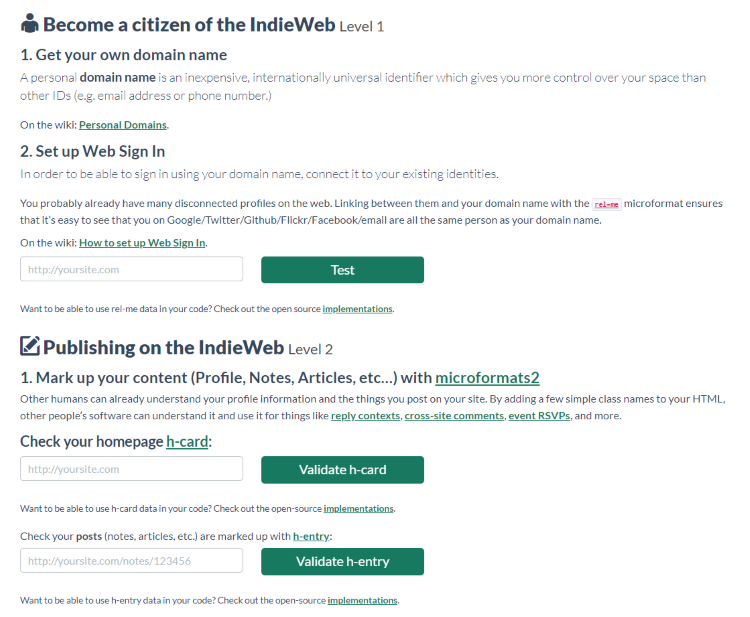 Become a citizen of the IndieWeb Level 1
1. Get your own domain name
A personal domain name is an inexpensive, internationally universal identifier which gives you more control over your space than
other IDs (e.g. email address or phone number.)
On the wiki: Personal Domains.
2. Set up Web Sign In
In order to be able to sign in using your domain name, connect it to your existing identities.
You probably already have many disconnected profiles on the web. Linking between them and your domain name with the rel-me microformat ensures
that it's easy to see that you on Google/Twitter/Github/Flickr/Facebook/email are all the same person as your domain name.
On the wiki: How to set up Web Sign In.
http://yoursite.com Test
Want to be able to use rel-me data in your code? Check out the open source implementations.
Publishing on the IndieWeb Level 2
1. Mark up your content (Profile, Notes, Articles, etc...) with microformats2
Other humans can already understand your profile information and the things you post on your site. By adding a few simple class names to your HTML,
other people's software can understand it and use it for things like reply contexts, cross-site comments, event RSVPs, and more.
Check your homepage h-card:
http://yoursite.com Validate h-card
Want to be able to use h-card data in your code? Check out the open-source implementations.
Check your posts (notes, articles, etc.) are marked up with h-entry:
http://yoursite.com/notes/123456 Validate h-entry
Want to be able to use h-entry data in your code? Check out the open-source implementations.